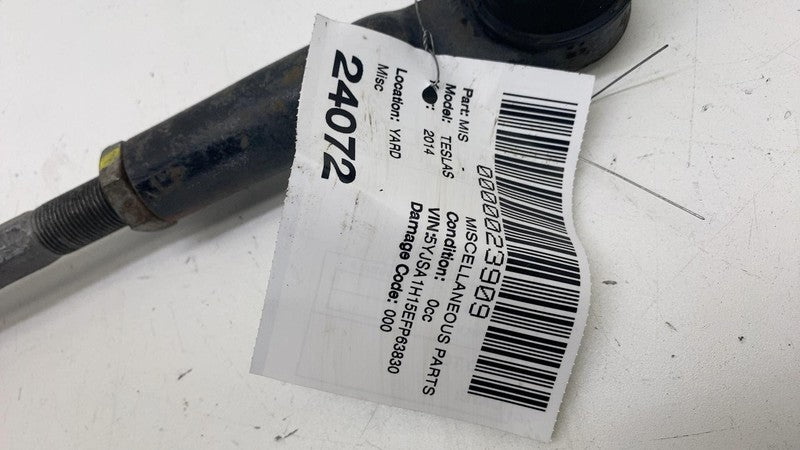 0000023909
Part: MIS
MISCELLANEOUS PARTS
Model: TESLAS
Condition: 0cc
2014
VIN:5YJSA1H15EFP63830
Location: YARD
Damage Code: 000
Misc
24072